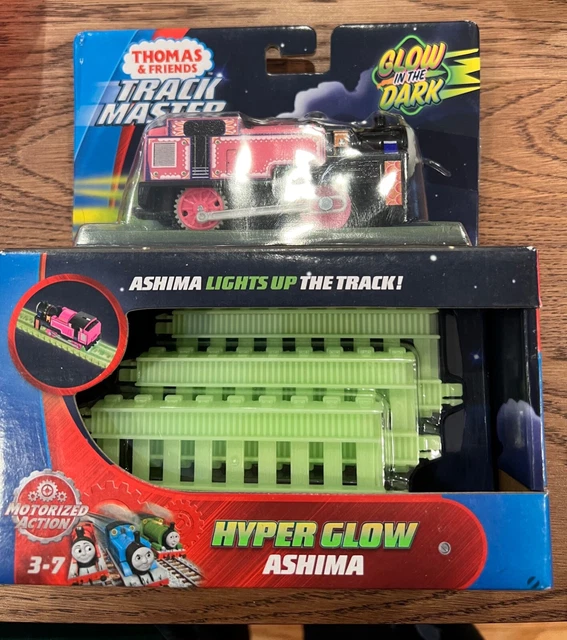 THOMAS
& FRIENDS
TRACK
MASTER
GLOW
IN THE
DARK
ASHIMA LIGHTS UP THE TRACK!
MOTORIZED
ACTION
3-7
HYPER GLOW
ASHIMA